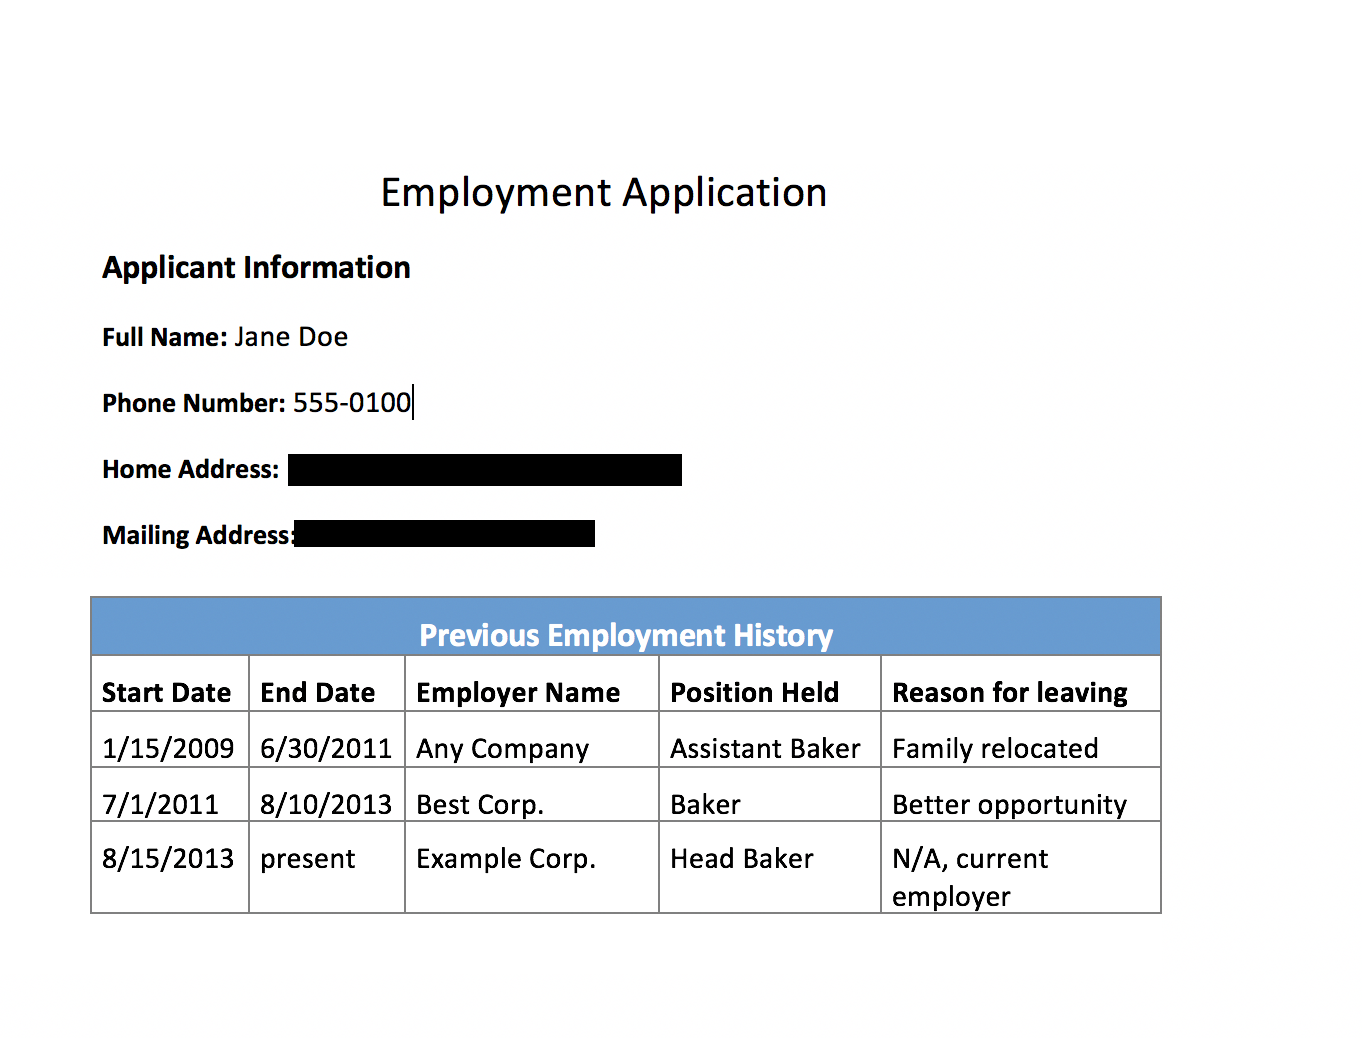 Employment Application
Applicant Information
Full Name: Jane Doe
Phone Number: 555-0100
Home Address:
Mailing Address:
Previous Employment History
Start Date End Date Employer Name Position Held Reason for leaving
1/15/2009 6/30/2011 Any Company Assistant Baker Family relocated
7/1/2011 8/10/2013 Best Corp. Baker Better opportunity
8/15/2013 present Example Corp. Head Baker N/A, current
employer